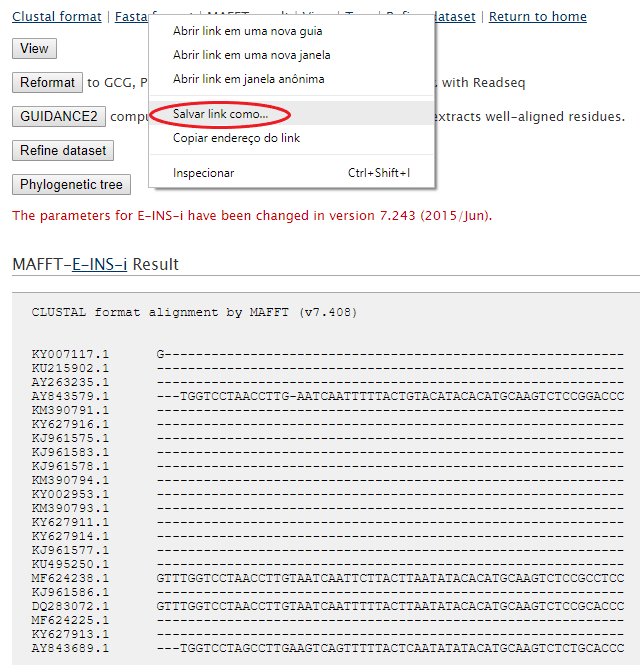 Clustal format | Fasta format | MAFFT result | View | Tree | Refine dataset | Return to home
Abrir link em uma nova guia
View
Abrir link em uma nova janela
Abrir link em janela anônima
Reformat to GCG, P . with Readseq
Salvar link como...
GUIDANCE2 compu extracts well-aligned residues.
Copiar endereço do link
Refine dataset
Inspecionar Ctrl+Shift+I
Phylogenetic tree
The parameters for E-INS-i have been changed in version 7.243 (2015/Jun).
MAFFT-E-INS-i Result
CLUSTAL format alignment by MAFFT (v7.408)
KY007117.1 G-----------------------------------------------------------
KU215902.1 ------------------------------------------------------------
AY263235.1 ------------------------------------------------------------
AY843579.1 ---TGGTCCTAACCTTG-AATCAATTTTTACTGTACATACACATGCAAGTCTCCGGACCC
KM390791.1 ------------------------------------------------------------
KY627916.1 ------------------------------------------------------------
KJ961575.1 ------------------------------------------------------------
KJ961583.1 ------------------------------------------------------------
KJ961578.1 ------------------------------------------------------------
KM390794.1 ------------------------------------------------------------
KY002953.1 ------------------------------------------------------------
KM390793.1 ------------------------------------------------------------
KY627911.1 ------------------------------------------------------------
KY627914.1 ------------------------------------------------------------
KJ961577.1 ------------------------------------------------------------
KU495250.1 ------------------------------------------------------------
MF624238.1 GTTTGGTCCTAACCTTGTAATCAATTCTTACTTAATATACACATGCAAGTCTCCGCCTCC
KJ961586.1 ------------------------------------------------------------
DQ283072.1 GTTTGGTCCTAACCTTGTAATCAATTTTTACTTAATATACACATGCAAGTCTCCGCACCC
MF624225.1 ------------------------------------------------------------
KY627913.1 ------------------------------------------------------------
AY843689.1 ---TGGTCCTAGCCTTGAAGTCAGTTTTTACTCAATATATACATGCAAGTCTCTGCACCC